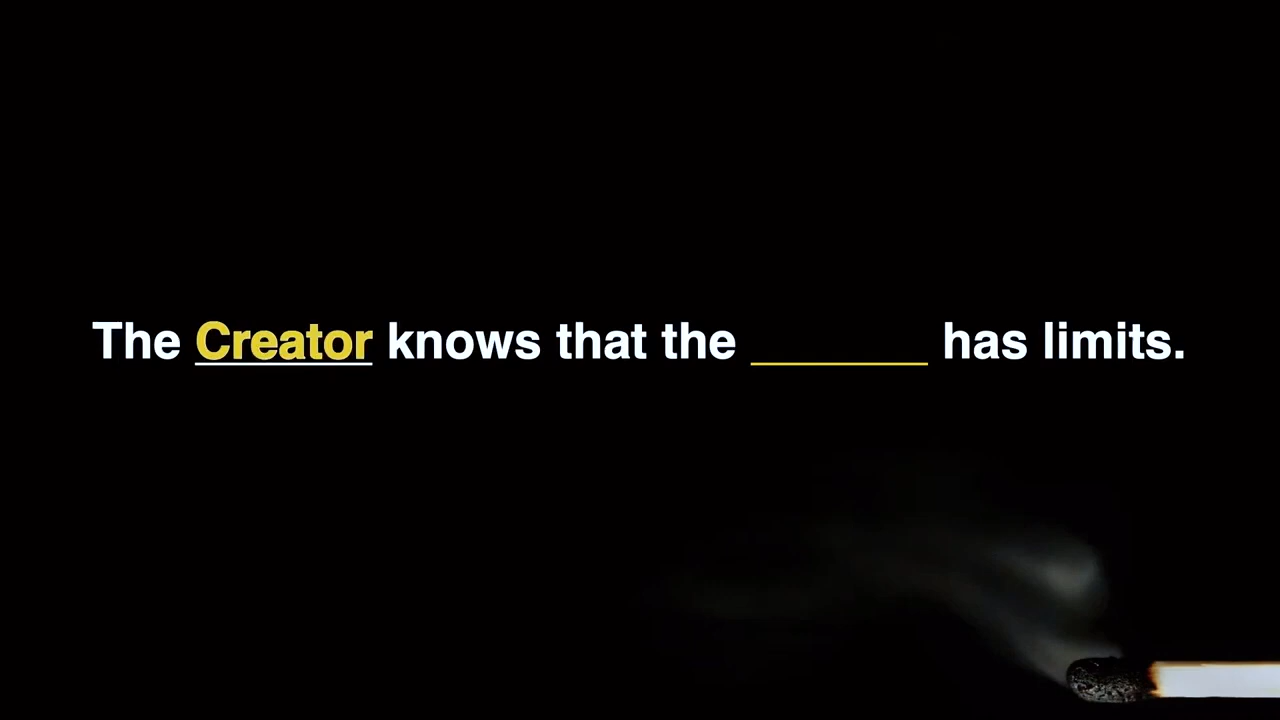 The Creator knows that the _______ has limits.